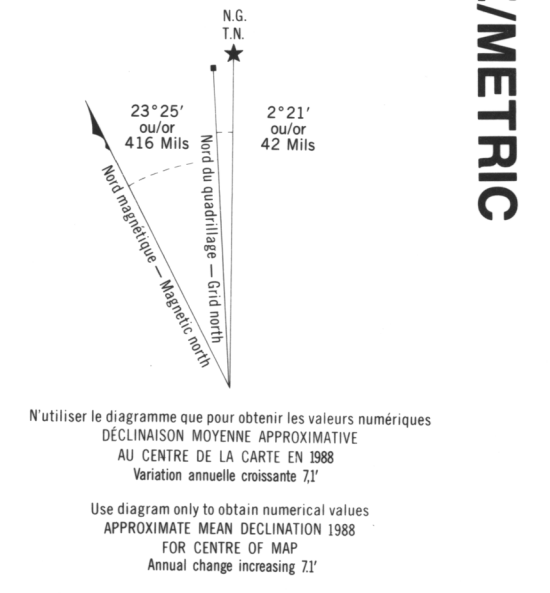 N.G.
T.N.
23°25′
ou/or
416 Mils
2°21′
ou/or
42 Mils
Nord magnétique — Magnetic north
Nord du quadrillage — Grid north
/METRIC
N'utiliser le diagramme que pour obtenir les valeurs numériques
DÉCLINAISON MOYENNE APPROXIMATIVE
AU CENTRE DE LA CARTE EN 1988
Variation annuelle croissante 7,1′
Use diagram only to obtain numerical values
APPROXIMATE MEAN DECLINATION 1988
FOR CENTRE OF MAP
Annual change increasing 7.1′